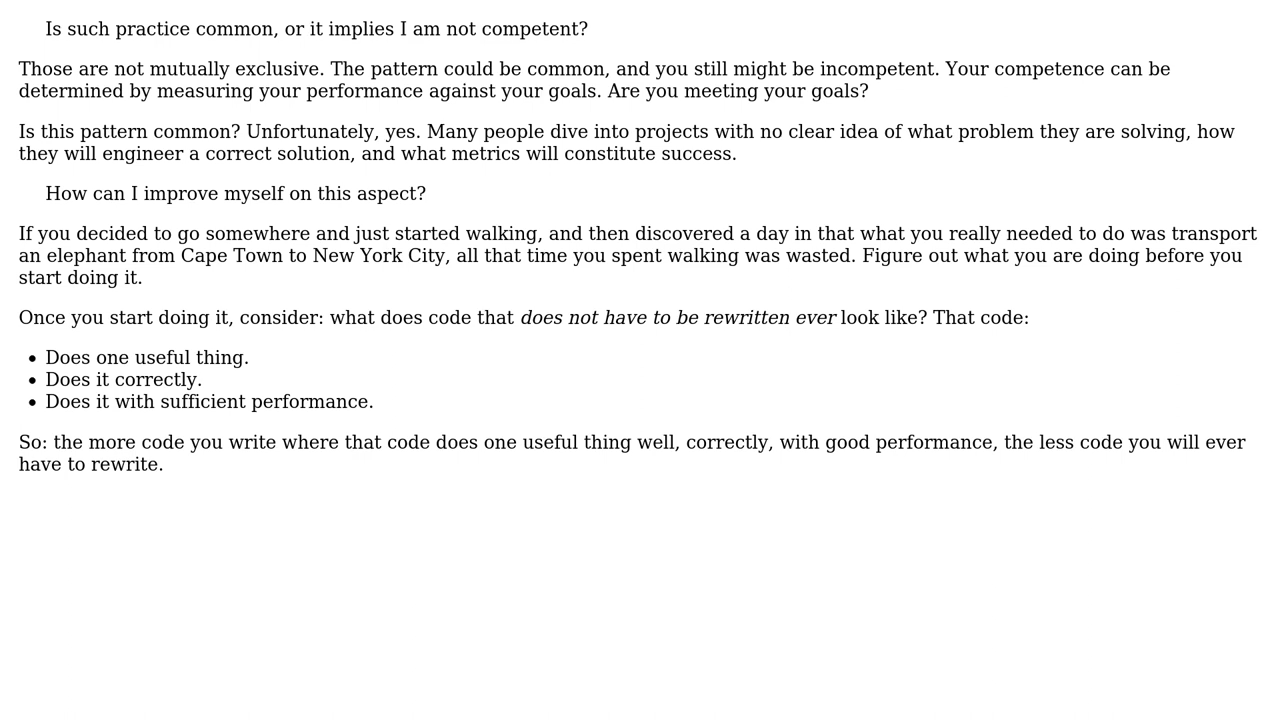 Is such practice common, or it implies I am not competent?
Those are not mutually exclusive. The pattern could be common, and you still might be incompetent. Your competence can be
determined by measuring your performance against your goals. Are you meeting your goals?
Is this pattern common? Unfortunately, yes. Many people dive into projects with no clear idea of what problem they are solving, how
they will engineer a correct solution, and what metrics will constitute success.
How can I improve myself on this aspect?
If you decided to go somewhere and just started walking, and then discovered a day in that what you really needed to do was transport
an elephant from Cape Town to New York City, all that time you spent walking was wasted. Figure out what you are doing before you
start doing it.
Once you start doing it, consider: what does code that does not have to be rewritten ever look like? That code:
• Does one useful thing.
• Does it correctly.
• Does it with sufficient performance.
So: the more code you write where that code does one useful thing well, correctly, with good performance, the less code you will ever
have to rewrite.